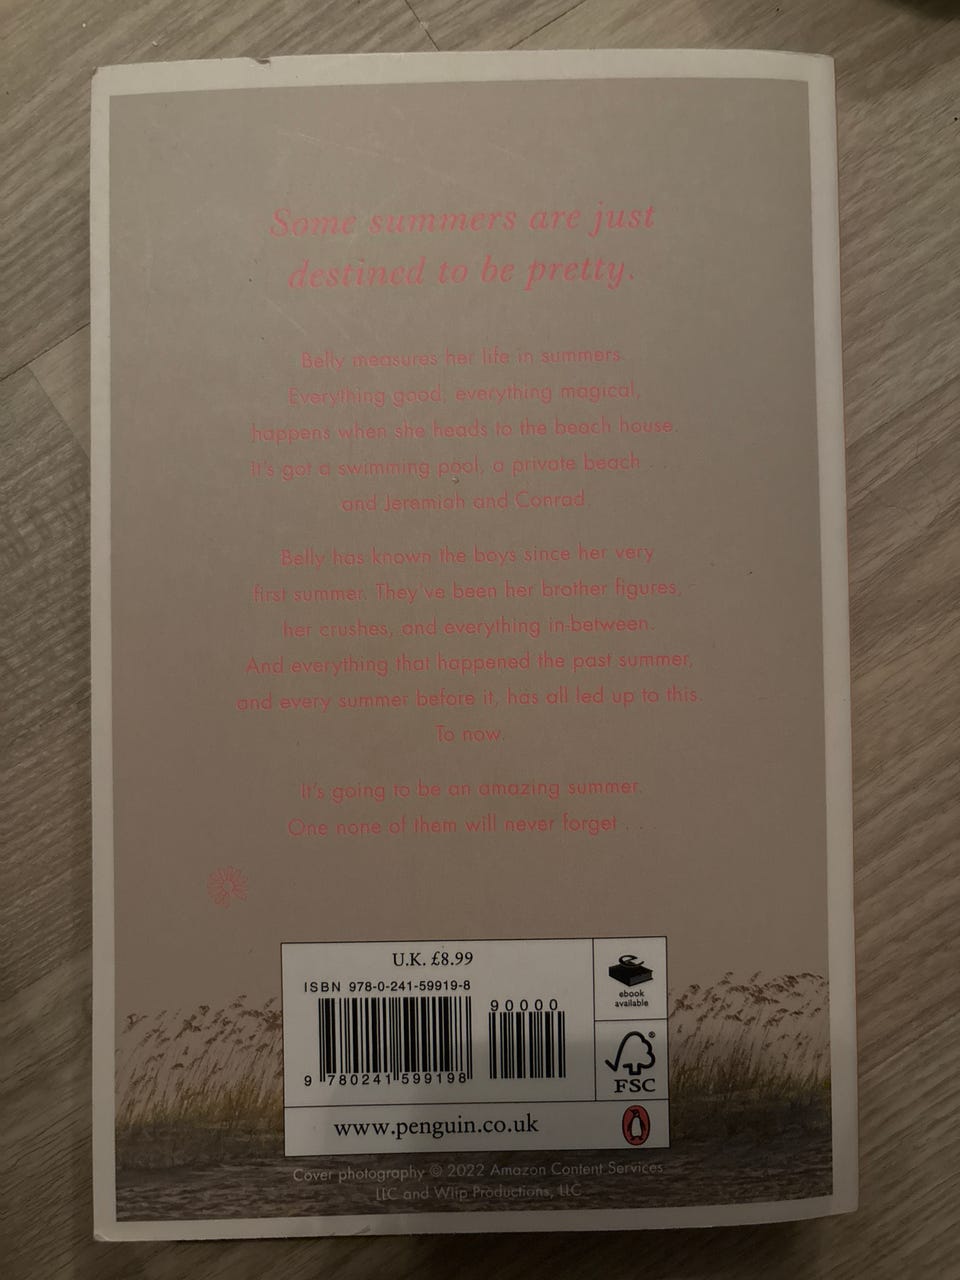 Some summers are just
destined to be pretty.
Belly measures her life in summers.
Everything good, everything magical,
happens when she heads to the beach house.
It's got a swimming pool, a private beach . . .
and Jeremiah and Conrad.
Belly has known the boys since her very
first summer. They've been her brother figures,
her crushes, and everything in-between.
And everything that happened the past summer,
and every summer before it, has all led up to this.
To now.
It's going to be an amazing summer.
One none of them will never forget . . .
U.K. £8.99
ISBN 978-0-241-59919-8
90000
9 780241 599198
ebook
available
®
FSC
www.penguin.co.uk
Cover photography © 2022 Amazon Content Services
LLC and Wiip Productions, LLC